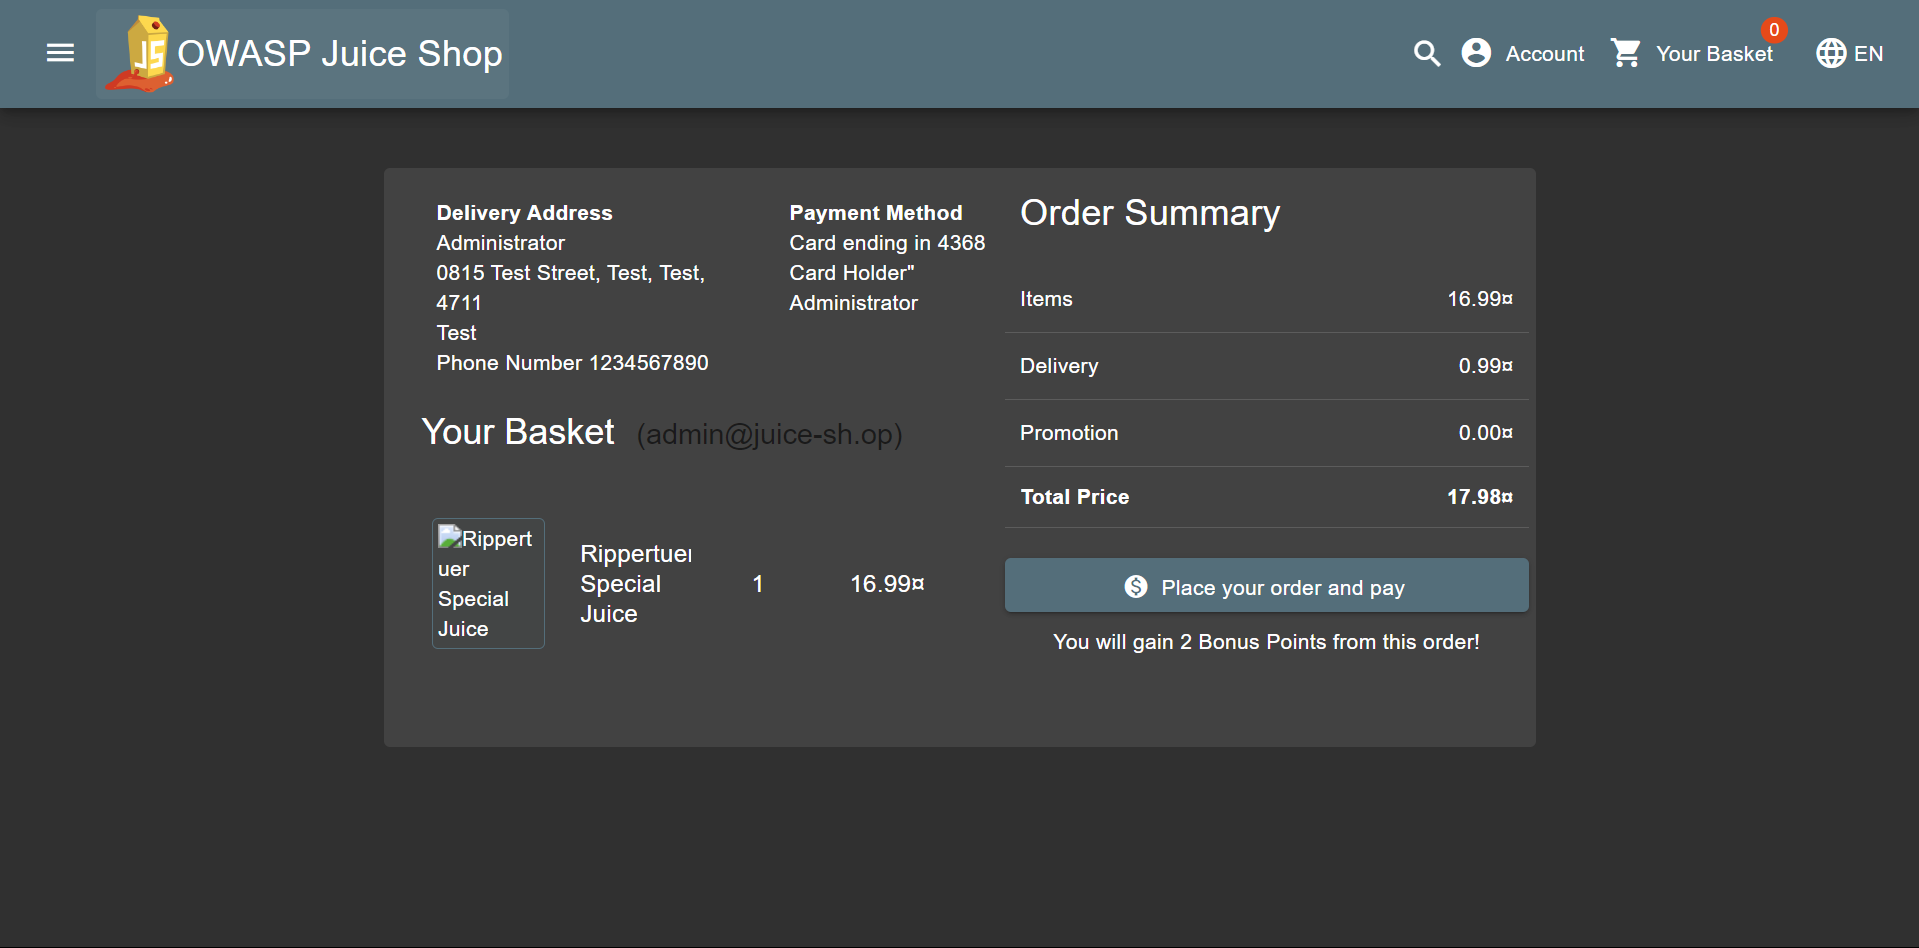 JS
OWASP Juice Shop
Account
Your Basket
0
EN
Delivery Address
Administrator
0815 Test Street, Test, Test,
4711
Test
Phone Number 1234567890
Payment Method
Card ending in 4368
Card Holder"
Administrator
Your Basket (admin@juice-sh.op)
Rippert
uer
Special
Juice
Rippertuer
Special
Juice
1
16.99¤
Order Summary
Items 16.99¤
Delivery 0.99¤
Promotion 0.00¤
Total Price 17.98¤
$ Place your order and pay
You will gain 2 Bonus Points from this order!